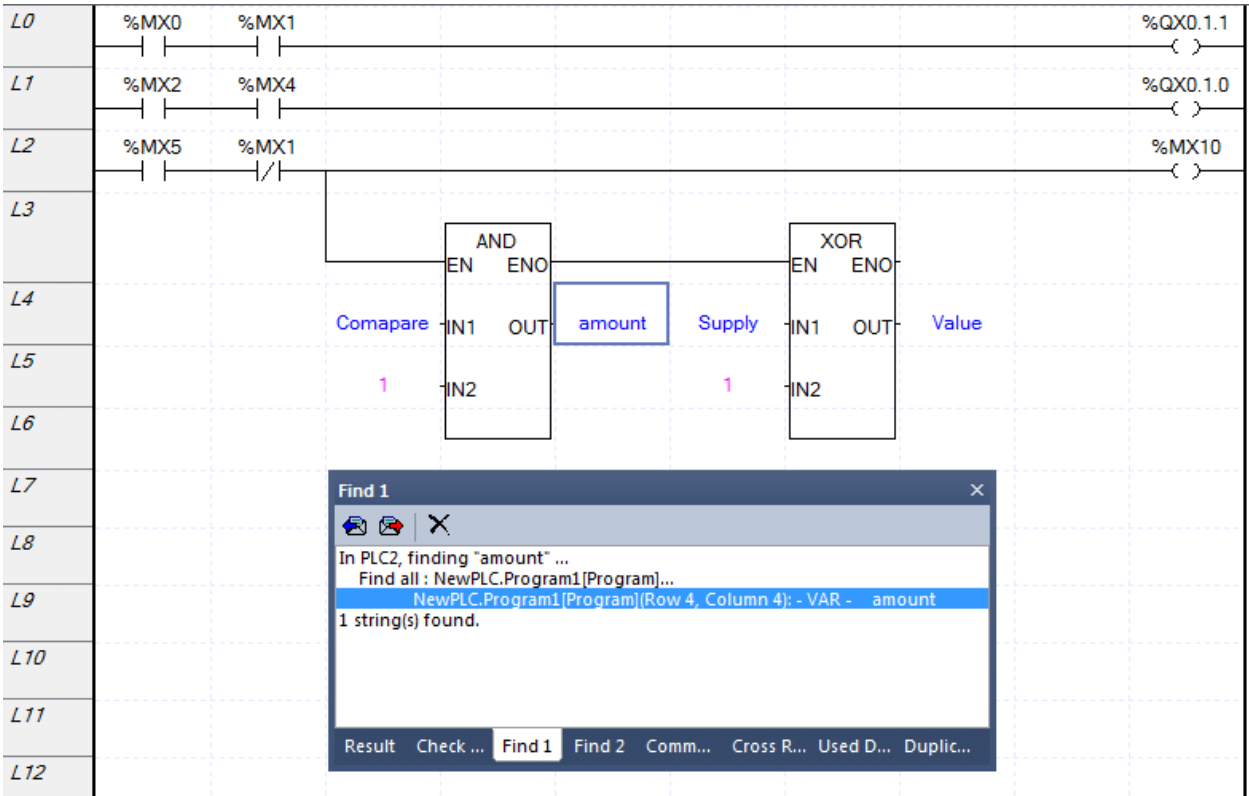 L0 %MX0 %MX1 %QX0.1.1
L1 %MX2 %MX4 %QX0.1.0
L2 %MX5 %MX1 %MX10
L3
AND XOR
EN ENO EN ENO
L4
Comapare IN1 OUT amount Supply IN1 OUT Value
L5
1 IN2 1 IN2
L6
L7
Find 1
L8
In PLC2, finding "amount" ...
Find all : NewPLC.Program1[Program]...
L9
NewPLC.Program1[Program](Row 4, Column 4): - VAR - amount
1 string(s) found.
L10
L11
Result Check ... Find 1 Find 2 Comm... Cross R... Used D... Duplic...
L12